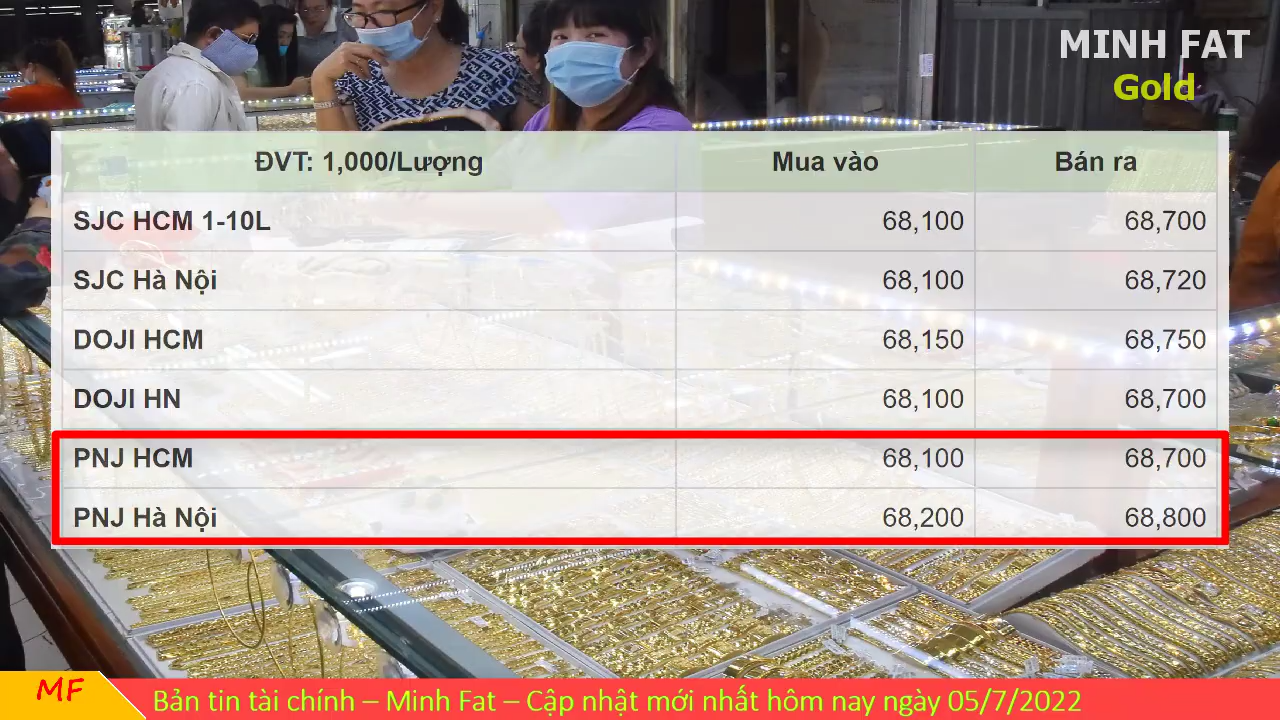 MINH FAT
Gold
ĐVT: 1,000/Lượng Mua vào Bán ra
SJC HCM 1-10L 68,100 68,700
SJC Hà Nội 68,100 68,720
DOJI HCM 68,150 68,750
DOJI HN 68,100 68,700
PNJ HCM 68,100 68,700
PNJ Hà Nội 68,200 68,800
MF
Bản tin tài chính – Minh Fat – Cập nhật mới nhất hôm nay ngày 05/7/2022